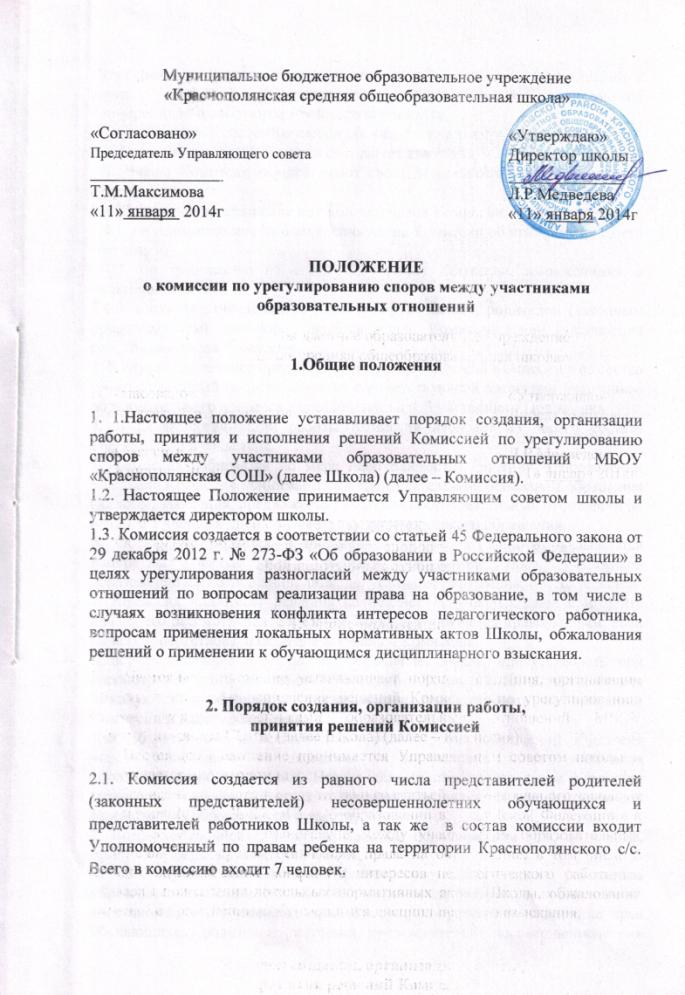 Муниципальное бюджетное образовательное учреждение
«Краснополянская средняя общеобразовательная школа»
«Согласовано» «Утверждаю»
Председатель Управляющего совета Директор школы
Т.М.Максимова Л.Р.Медведева
«11» января 2014г «11» января 2014г
ПОЛОЖЕНИЕ
о комиссии по урегулированию споров между участниками
образовательных отношений
1.Общие положения
1. 1.Настоящее положение устанавливает порядок создания, организации
работы, принятия и исполнения решений Комиссией по урегулированию
споров между участниками образовательных отношений МБОУ
«Краснополянская СОШ» (далее Школа) (далее – Комиссия).
1.2. Настоящее Положение принимается Управляющим советом школы и
утверждается директором школы.
1.3. Комиссия создается в соответствии со статьей 45 Федерального закона от
29 декабря 2012 г. № 273-ФЗ «Об образовании в Российской Федерации» в
целях урегулирования разногласий между участниками образовательных
отношений по вопросам реализации права на образование, в том числе в
случаях возникновения конфликта интересов педагогического работника,
вопросам применения локальных нормативных актов Школы, обжалования
решений о применении к обучающимся дисциплинарного взыскания.
2. Порядок создания, организации работы,
принятия решений Комиссией
2.1. Комиссия создается из равного числа представителей родителей
(законных представителей) несовершеннолетних обучающихся и
представителей работников Школы, а так же в состав комиссии входит
Уполномоченный по правам ребенка на территории Краснополянского с/с.
Всего в комиссию входит 7 человек.